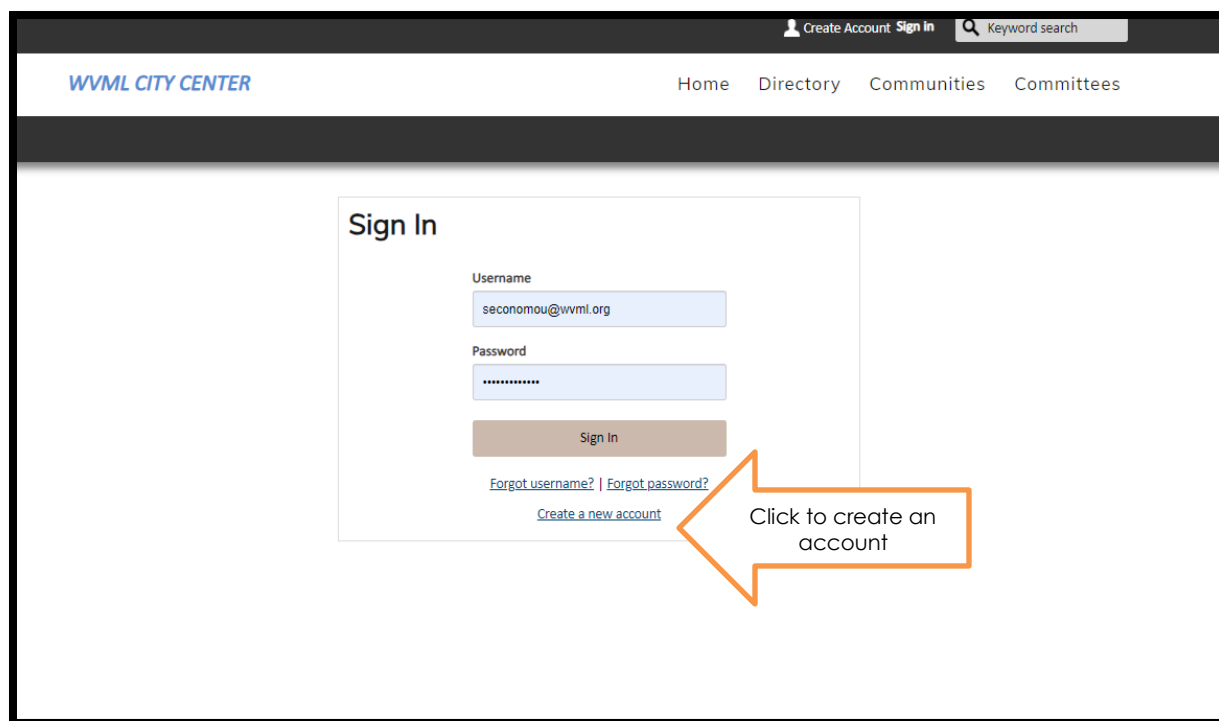 Create Account Sign in Keyword search
WVML CITY CENTER Home Directory Communities Committees
Sign In
Username
seconomou@wvml.org
Password
•••••••••••••
Sign In
Forgot username? | Forgot password?
Create a new account
Click to create an
account